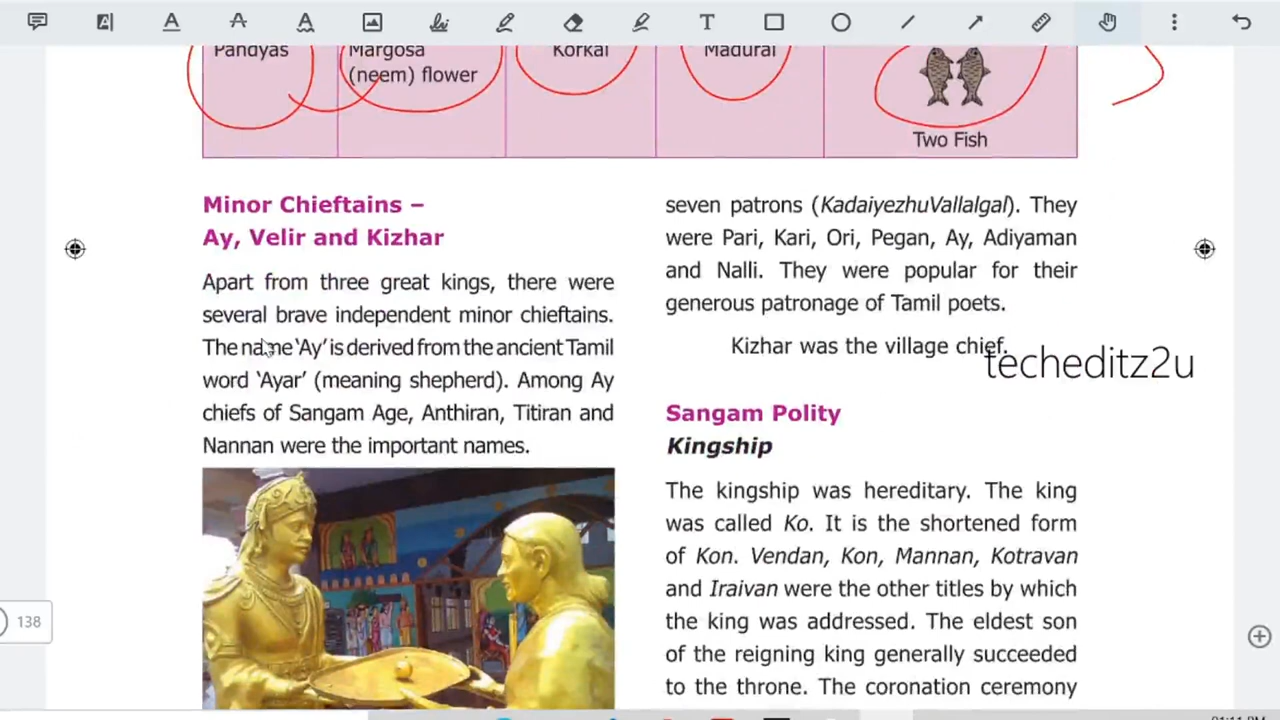 Pandyas
Margosa
(neem) flower
Korkai
Madurai
Two Fish
Minor Chieftains –
Ay, Velir and Kizhar
Apart from three great kings, there were
several brave independent minor chieftains.
The name ‘Ay’ is derived from the ancient Tamil
word ‘Ayar’ (meaning shepherd). Among Ay
chiefs of Sangam Age, Anthiran, Titiran and
Nannan were the important names.
seven patrons (KadaiyezhuVallalgal). They
were Pari, Kari, Ori, Pegan, Ay, Adiyaman
and Nalli. They were popular for their
generous patronage of Tamil poets.
Kizhar was the village chief.
techeditz2u
Sangam Polity
Kingship
The kingship was hereditary. The king
was called Ko. It is the shortened form
of Kon. Vendan, Kon, Mannan, Kotravan
and Iraivan were the other titles by which
the king was addressed. The eldest son
of the reigning king generally succeeded
to the throne. The coronation ceremony
138